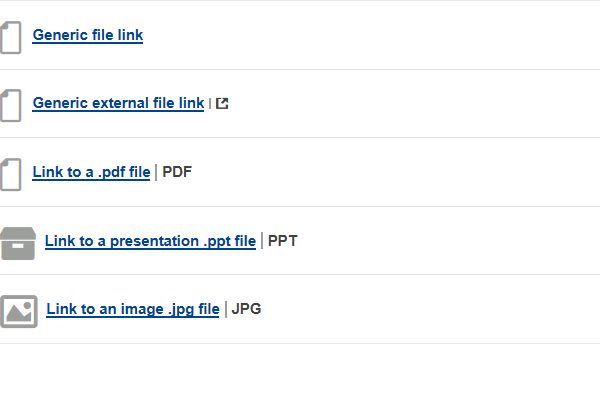 Generic file link
Generic external file link |
Link to a .pdf file | PDF
Link to a presentation .ppt file | PPT
Link to an image .jpg file | JPG